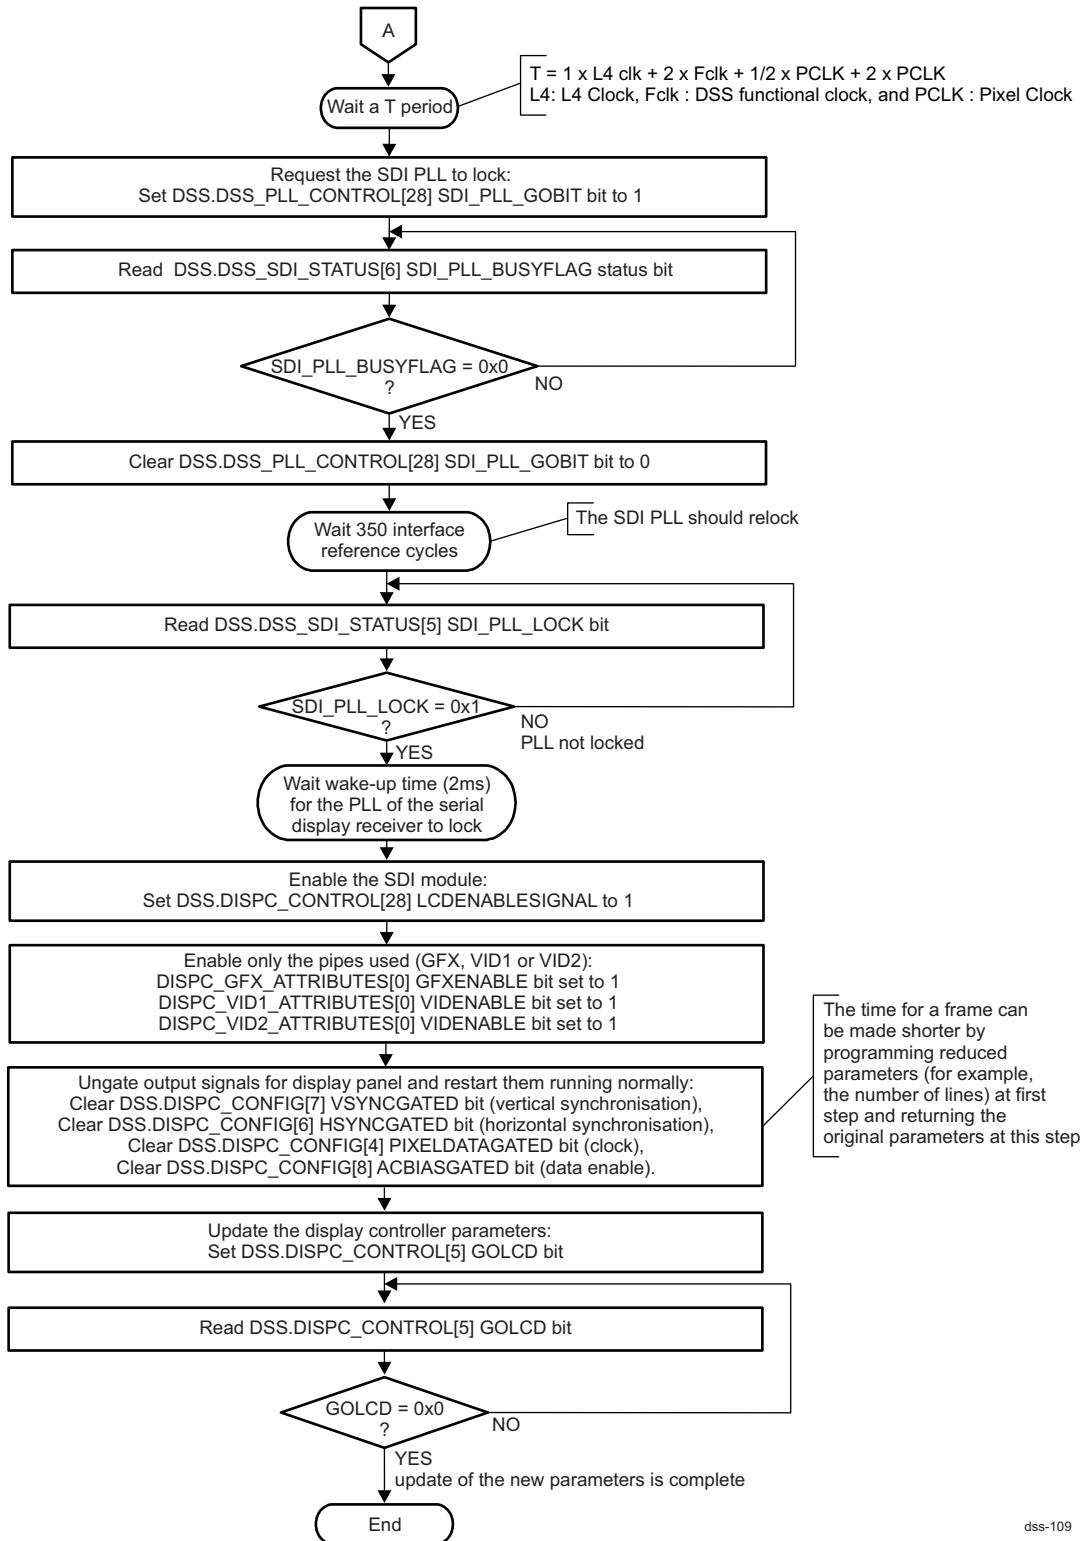 A
Wait a T period
T = 1 x L4 clk + 2 x Fclk + 1/2 x PCLK + 2 x PCLK
L4: L4 Clock, Fclk : DSS functional clock, and PCLK : Pixel Clock
Request the SDI PLL to lock:
Set DSS.DSS_PLL_CONTROL[28] SDI_PLL_GOBIT bit to 1
Read DSS.DSS_SDI_STATUS[6] SDI_PLL_BUSYFLAG status bit
SDI_PLL_BUSYFLAG = 0x0
?
NO
YES
Clear DSS.DSS_PLL_CONTROL[28] SDI_PLL_GOBIT bit to 0
Wait 350 interface
reference cycles
The SDI PLL should relock
Read DSS.DSS_SDI_STATUS[5] SDI_PLL_LOCK bit
SDI_PLL_LOCK = 0x1
?
NO
PLL not locked
YES
Wait wake-up time (2ms)
for the PLL of the serial
display receiver to lock
Enable the SDI module:
Set DSS.DISPC_CONTROL[28] LCDENABLESIGNAL to 1
Enable only the pipes used (GFX, VID1 or VID2):
DISPC_GFX_ATTRIBUTES[0] GFXENABLE bit set to 1
DISPC_VID1_ATTRIBUTES[0] VIDENABLE bit set to 1
DISPC_VID2_ATTRIBUTES[0] VIDENABLE bit set to 1
Ungate output signals for display panel and restart them running normally:
Clear DSS.DISPC_CONFIG[7] VSYNCGATED bit (vertical synchronisation),
Clear DSS.DISPC_CONFIG[6] HSYNCGATED bit (horizontal synchronisation),
Clear DSS.DISPC_CONFIG[4] PIXELDATAGATED bit (clock),
Clear DSS.DISPC_CONFIG[8] ACBIASGATED bit (data enable).
The time for a frame can
be made shorter by
programming reduced
parameters (for example,
the number of lines) at first
step and returning the
original parameters at this step
Update the display controller parameters:
Set DSS.DISPC_CONTROL[5] GOLCD bit
Read DSS.DISPC_CONTROL[5] GOLCD bit
GOLCD = 0x0
?
NO
YES
update of the new parameters is complete
End
dss-109